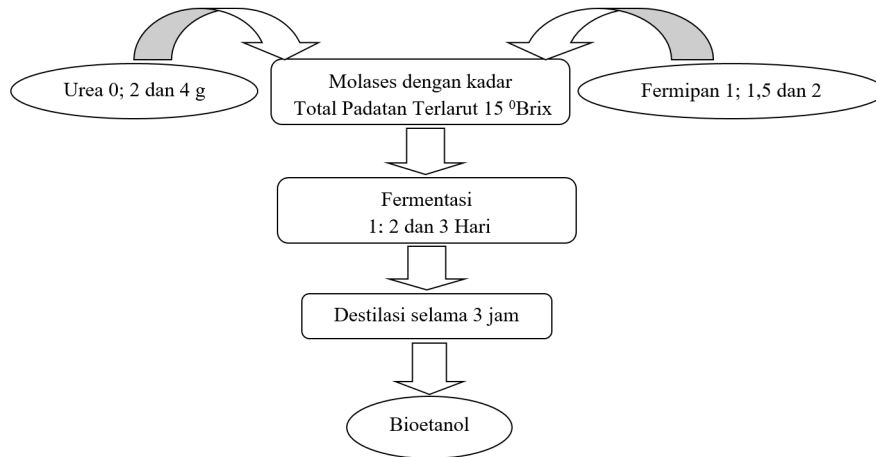 Urea 0; 2 dan 4 g
Molases dengan kadar
Total Padatan Terlarut 15 ⁰Brix
Fermipan 1; 1,5 dan 2
Fermentasi
1; 2 dan 3 Hari
Destilasi selama 3 jam
Bioetanol